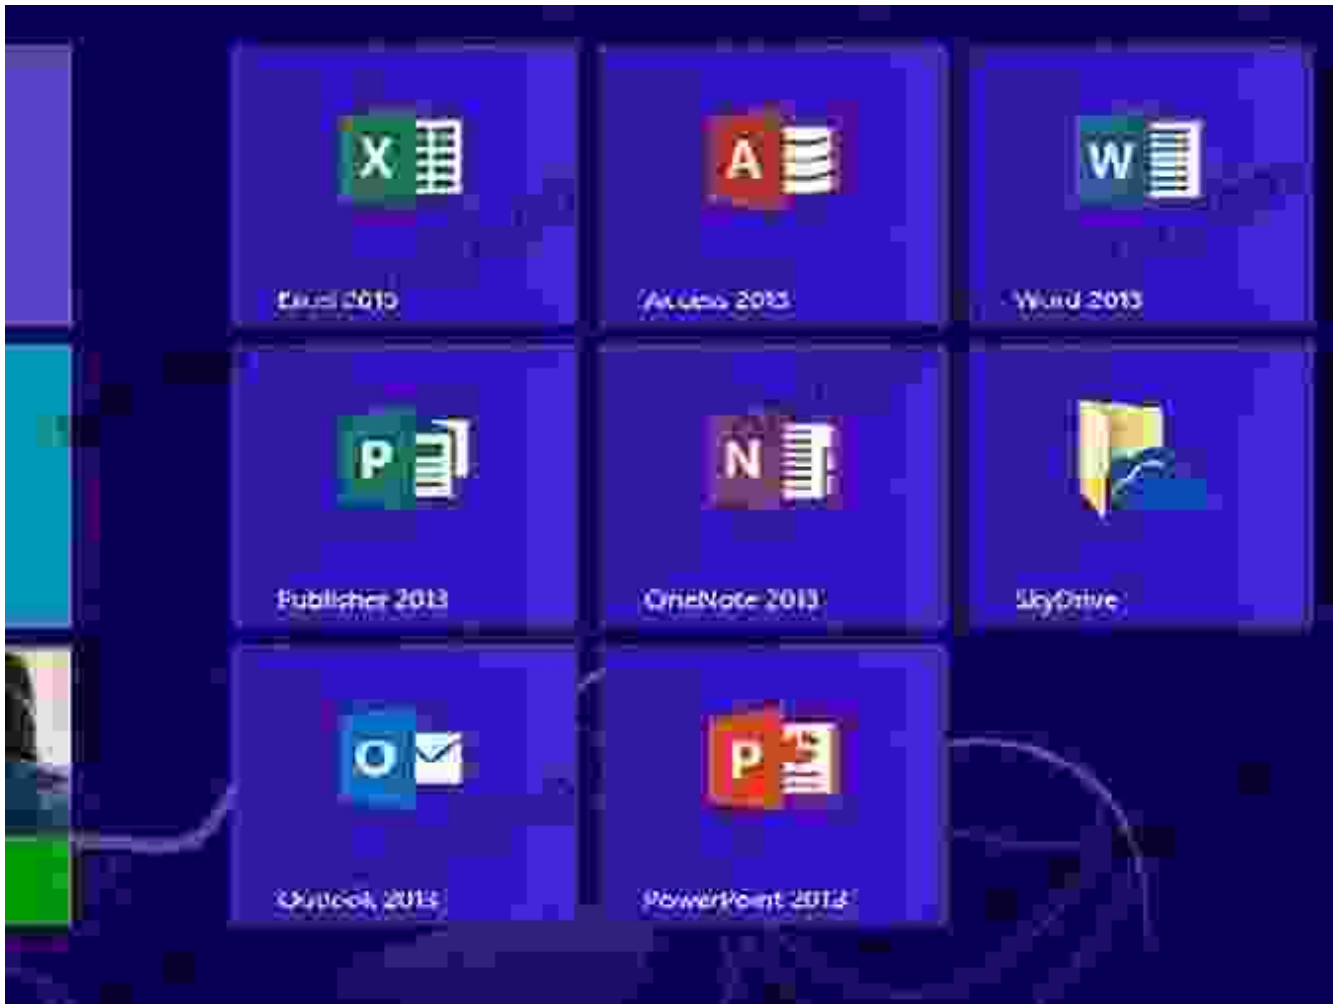 X
A
W
Excel 2013
Access 2013
Word 2013
P
N
Publisher 2013
OneNote 2013
SkyDrive
O
P
Outlook 2013
PowerPoint 2013